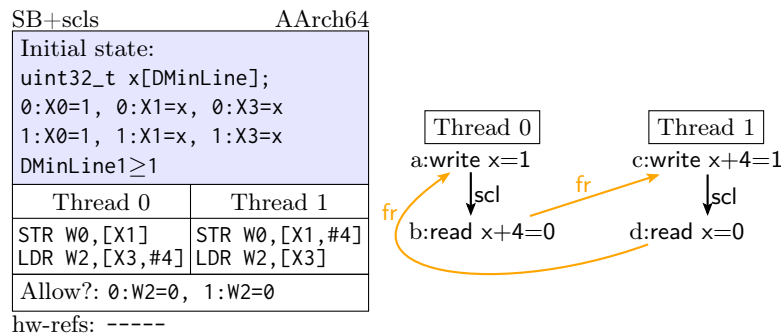 SB+scls AArch64
Initial state:
uint32_t x[DMinLine];
0:X0=1, 0:X1=x, 0:X3=x
1:X0=1, 1:X1=x, 1:X3=x
DMinLine1≥1
Thread 0 Thread 1
STR W0,[X1] STR W0,[X1,#4]
LDR W2,[X3,#4] LDR W2,[X3]
Allow?: 0:W2=0, 1:W2=0
hw-refs: -----
Thread 0 Thread 1
a:write x=1 c:write x+4=1
scl fr scl
fr
b:read x+4=0 d:read x=0